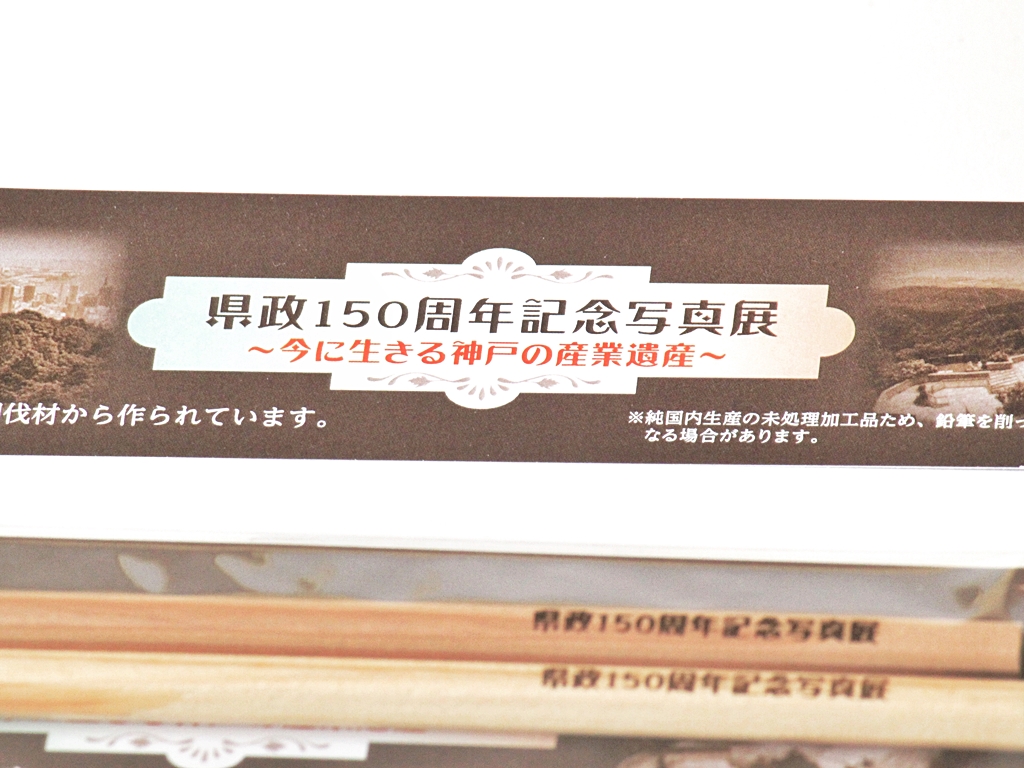 県政150周年記念写真展
～今に生きる神戸の産業遺産～
伐材から作られています。
※純国内生産の未処理加工品ため、鉛筆を削っ
なる場合があります。
県政150周年記念写真展
県政150周年記念写真展